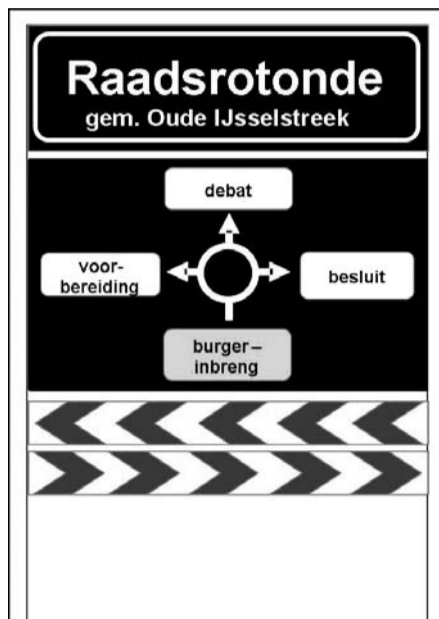 Raadsrotonde
gem. Oude IJsselstreek
debat
voor-
bereiding
besluit
burger–
inbreng